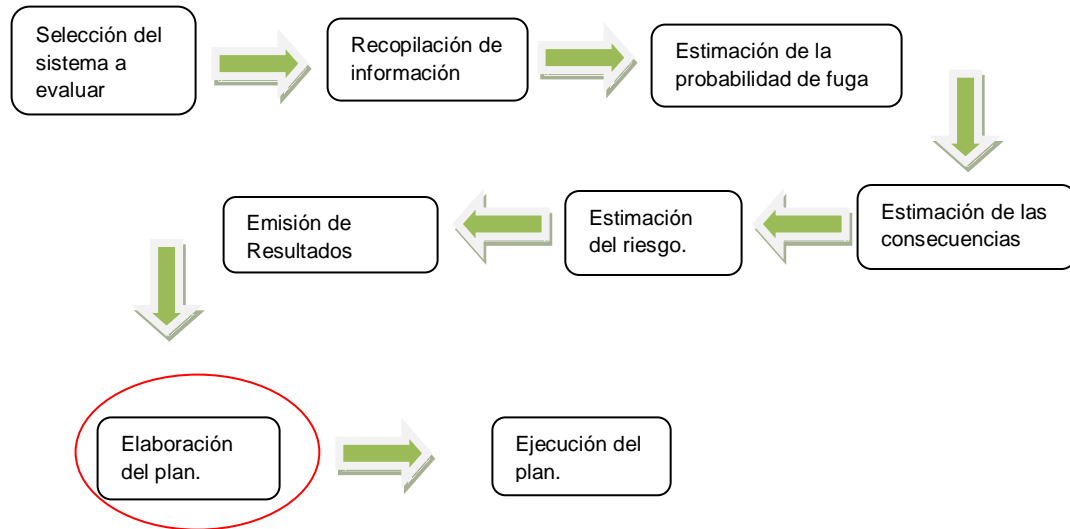 Selección del
sistema a
evaluar
Recopilación de
información
Estimación de la
probabilidad de fuga
Estimación de las
consecuencias
Estimación
del riesgo.
Emisión de
Resultados
Elaboración
del plan.
Ejecución del
plan.